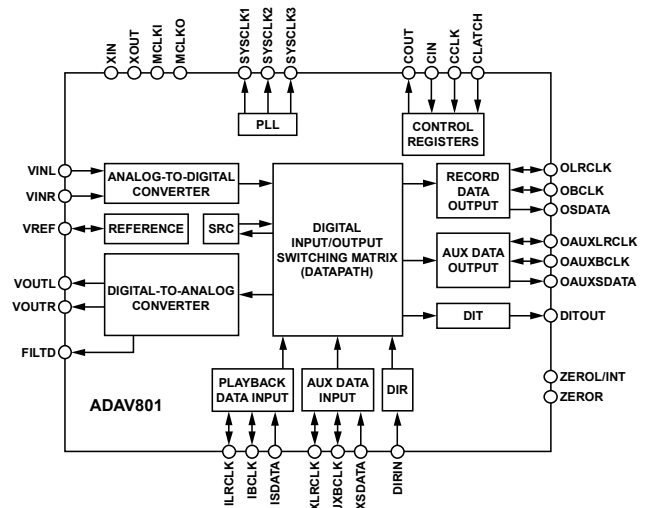 XIN
XOUT
MCLKI
MCLKO
SYSCLK1
SYSCLK2
SYSCLK3
COUT
CIN
CCLK
CLATCH
PLL
CONTROL
REGISTERS
VINL
VINR
VREF
VOUTL
VOUTR
FILTD
ANALOG-TO-DIGITAL
CONVERTER
REFERENCE
SRC
DIGITAL-TO-ANALOG
CONVERTER
DIGITAL
INPUT/OUTPUT
SWITCHING MATRIX
(DATAPATH)
RECORD
DATA
OUTPUT
AUX DATA
OUTPUT
DIT
OLRCLK
OBCLK
OSDATA
OAUXLRCLK
OAUXBCLK
OAUXSDATA
DITOUT
ZEROL/INT
ZEROR
PLAYBACK
DATA INPUT
AUX DATA
INPUT
DIR
ADAV801
ILRCLK
IBCLK
ISDATA
DIRIN